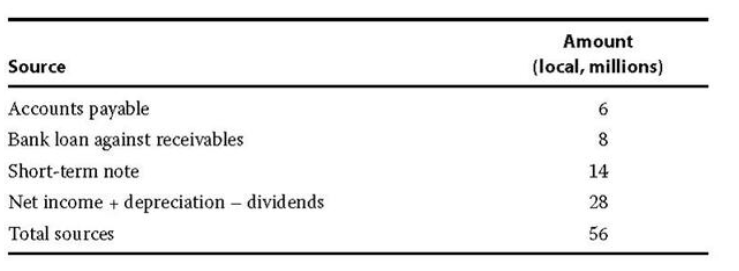 Amount
Source (local, millions)
Accounts payable 6
Bank loan against receivables 8
Short-term note 14
Net income + depreciation – dividends 28
Total sources 56